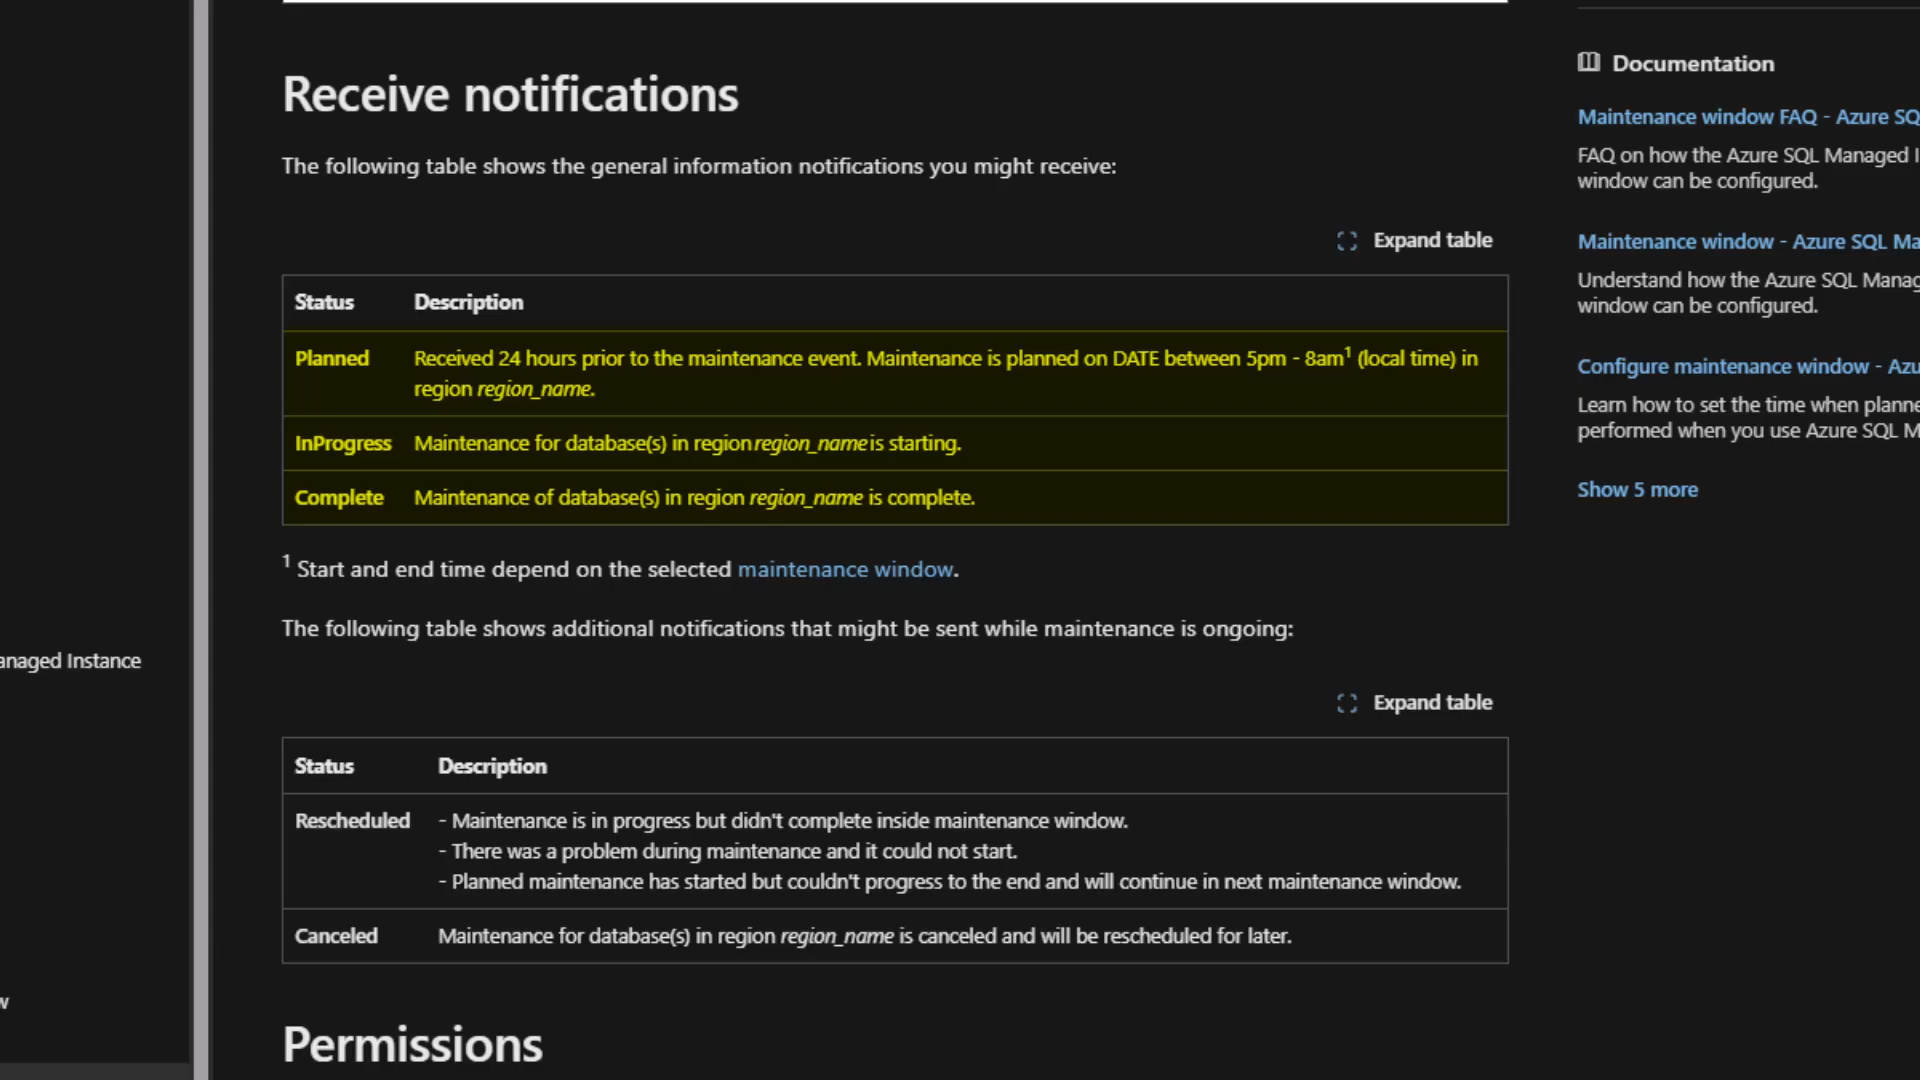 Receive notifications
The following table shows the general information notifications you might receive:
Expand table
Status Description
Planned Received 24 hours prior to the maintenance event. Maintenance is planned on DATE between 5pm - 8am¹ (local time) in
region region_name.
InProgress Maintenance for database(s) in region region_name is starting.
Complete Maintenance of database(s) in region region_name is complete.
¹ Start and end time depend on the selected maintenance window.
The following table shows additional notifications that might be sent while maintenance is ongoing:
Expand table
Status Description
Rescheduled - Maintenance is in progress but didn't complete inside maintenance window.
- There was a problem during maintenance and it could not start.
- Planned maintenance has started but couldn't progress to the end and will continue in next maintenance window.
Canceled Maintenance for database(s) in region region_name is canceled and will be rescheduled for later.
Permissions
anaged Instance
w
Documentation
Maintenance window FAQ - Azure SQ
FAQ on how the Azure SQL Managed I
window can be configured.
Maintenance window - Azure SQL Ma
Understand how the Azure SQL Manag
window can be configured.
Configure maintenance window - Azu
Learn how to set the time when planne
performed when you use Azure SQL M
Show 5 more